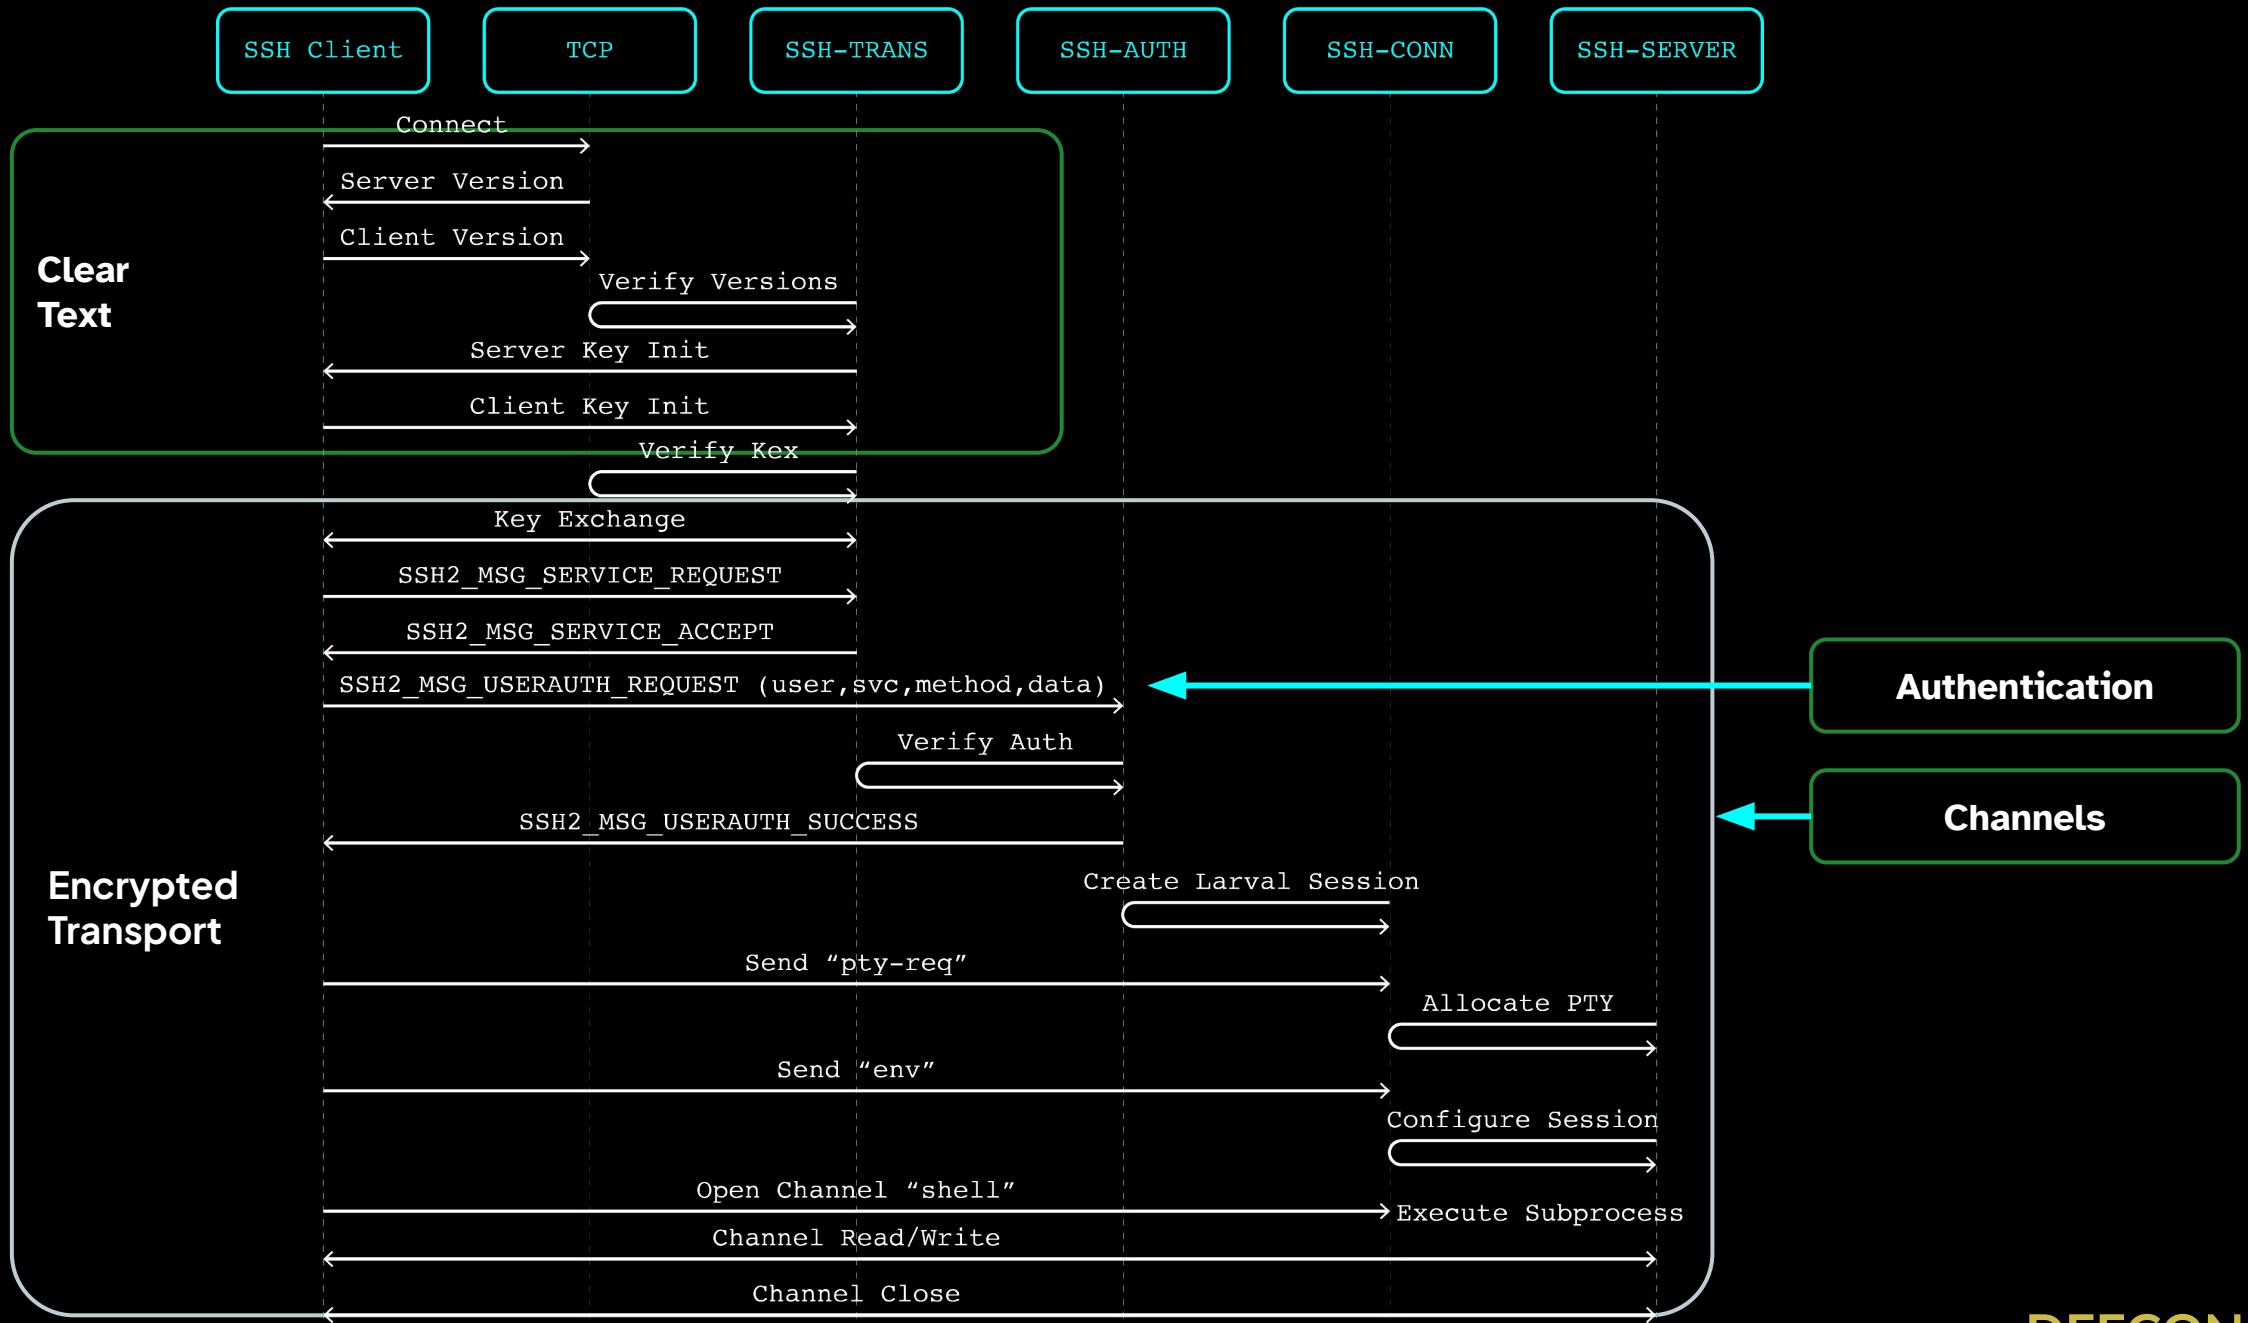 SSH Client
TCP
SSH-TRANS
SSH-AUTH
SSH-CONN
SSH-SERVER
Connect
Server Version
Client Version
Clear
Text
Verify Versions
Server Key Init
Client Key Init
Verify Kex
Key Exchange
SSH2_MSG_SERVICE_REQUEST
SSH2_MSG_SERVICE_ACCEPT
SSH2_MSG_USERAUTH_REQUEST (user,svc,method,data)
Authentication
Verify Auth
Channels
SSH2_MSG_USERAUTH_SUCCESS
Encrypted
Transport
Create Larval Session
Send “pty-req”
Allocate PTY
Send “env”
Configure Session
Open Channel “shell”
Execute Subprocess
Channel Read/Write
Channel Close
DEFCON